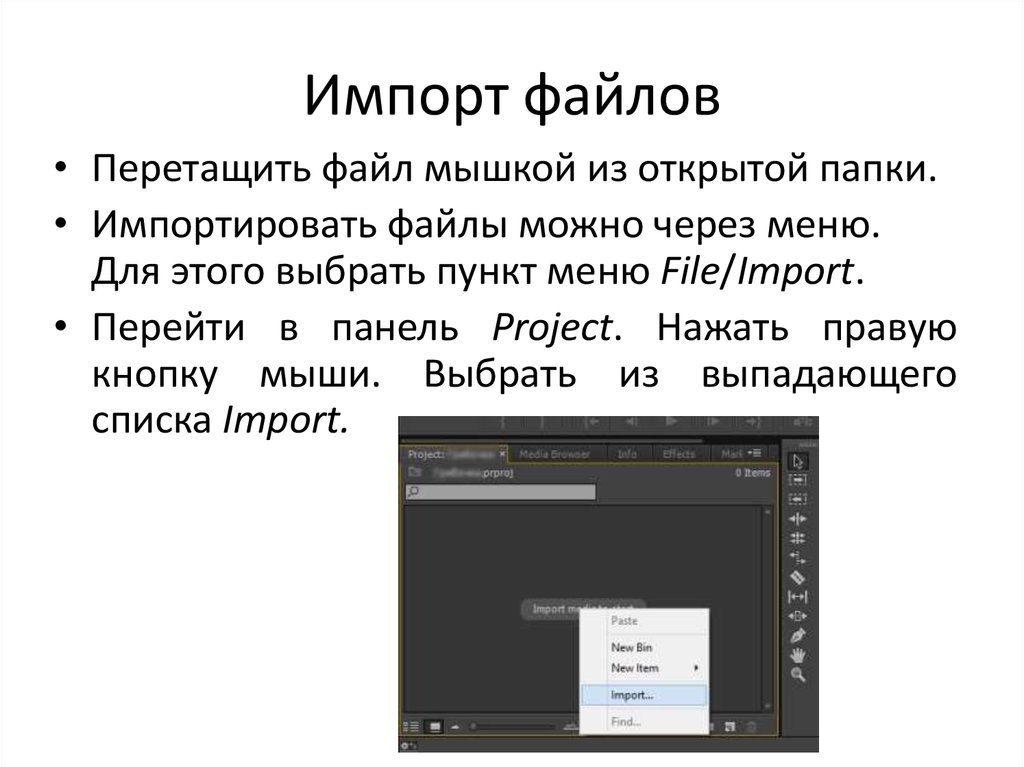 Импорт файлов
• Перетащить файл мышкой из открытой папки.
• Импортировать файлы можно через меню.
Для этого выбрать пункт меню File/Import.
• Перейти в панель Project. Нажать правую
кнопку мыши. Выбрать из выпадающего
списка Import.
Project: × Media Browser Info Effects Mark
.prproj 0 Items
Import media to start
Paste
New Bin
New Item
Import...
Find...